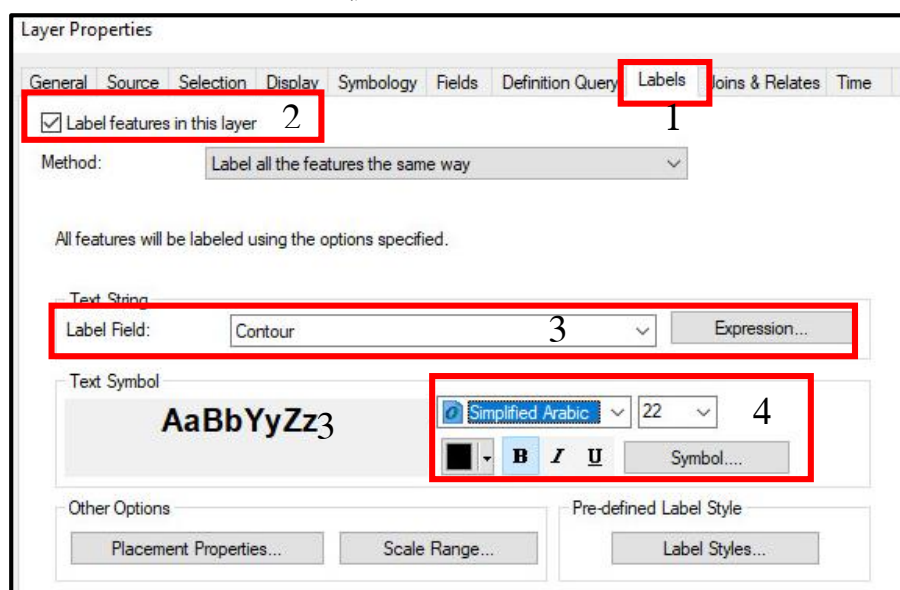 Layer Properties
General Source Selection Display Symbology Fields Definition Query Labels Joins & Relates Time
Label features in this layer 2 1
Method: Label all the features the same way
All features will be labeled using the options specified.
Text String
Label Field: Contour 3 Expression...
Text Symbol
AaBbYyZz 3 Simplified Arabic 22 4
B I U Symbol....
Other Options Pre-defined Label Style
Placement Properties... Scale Range... Label Styles...